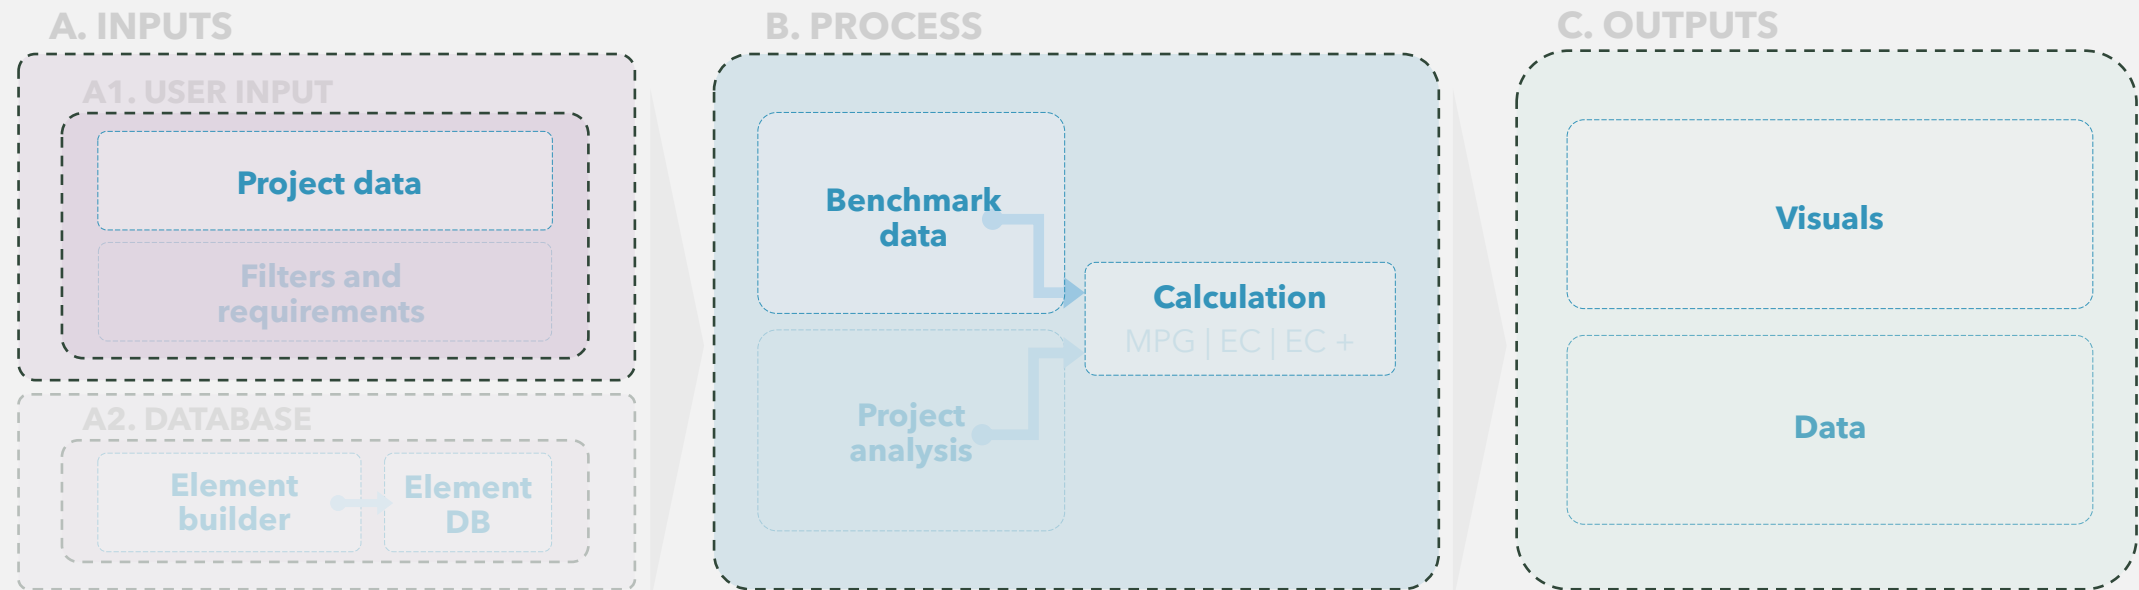 A. INPUTS
A1. USER INPUT
Project data
Filters and
requirements
A2. DATABASE
Element
builder
Element
DB
B. PROCESS
Benchmark
data
Project
analysis
Calculation
MPG | EC | EC +
C. OUTPUTS
Visuals
Data